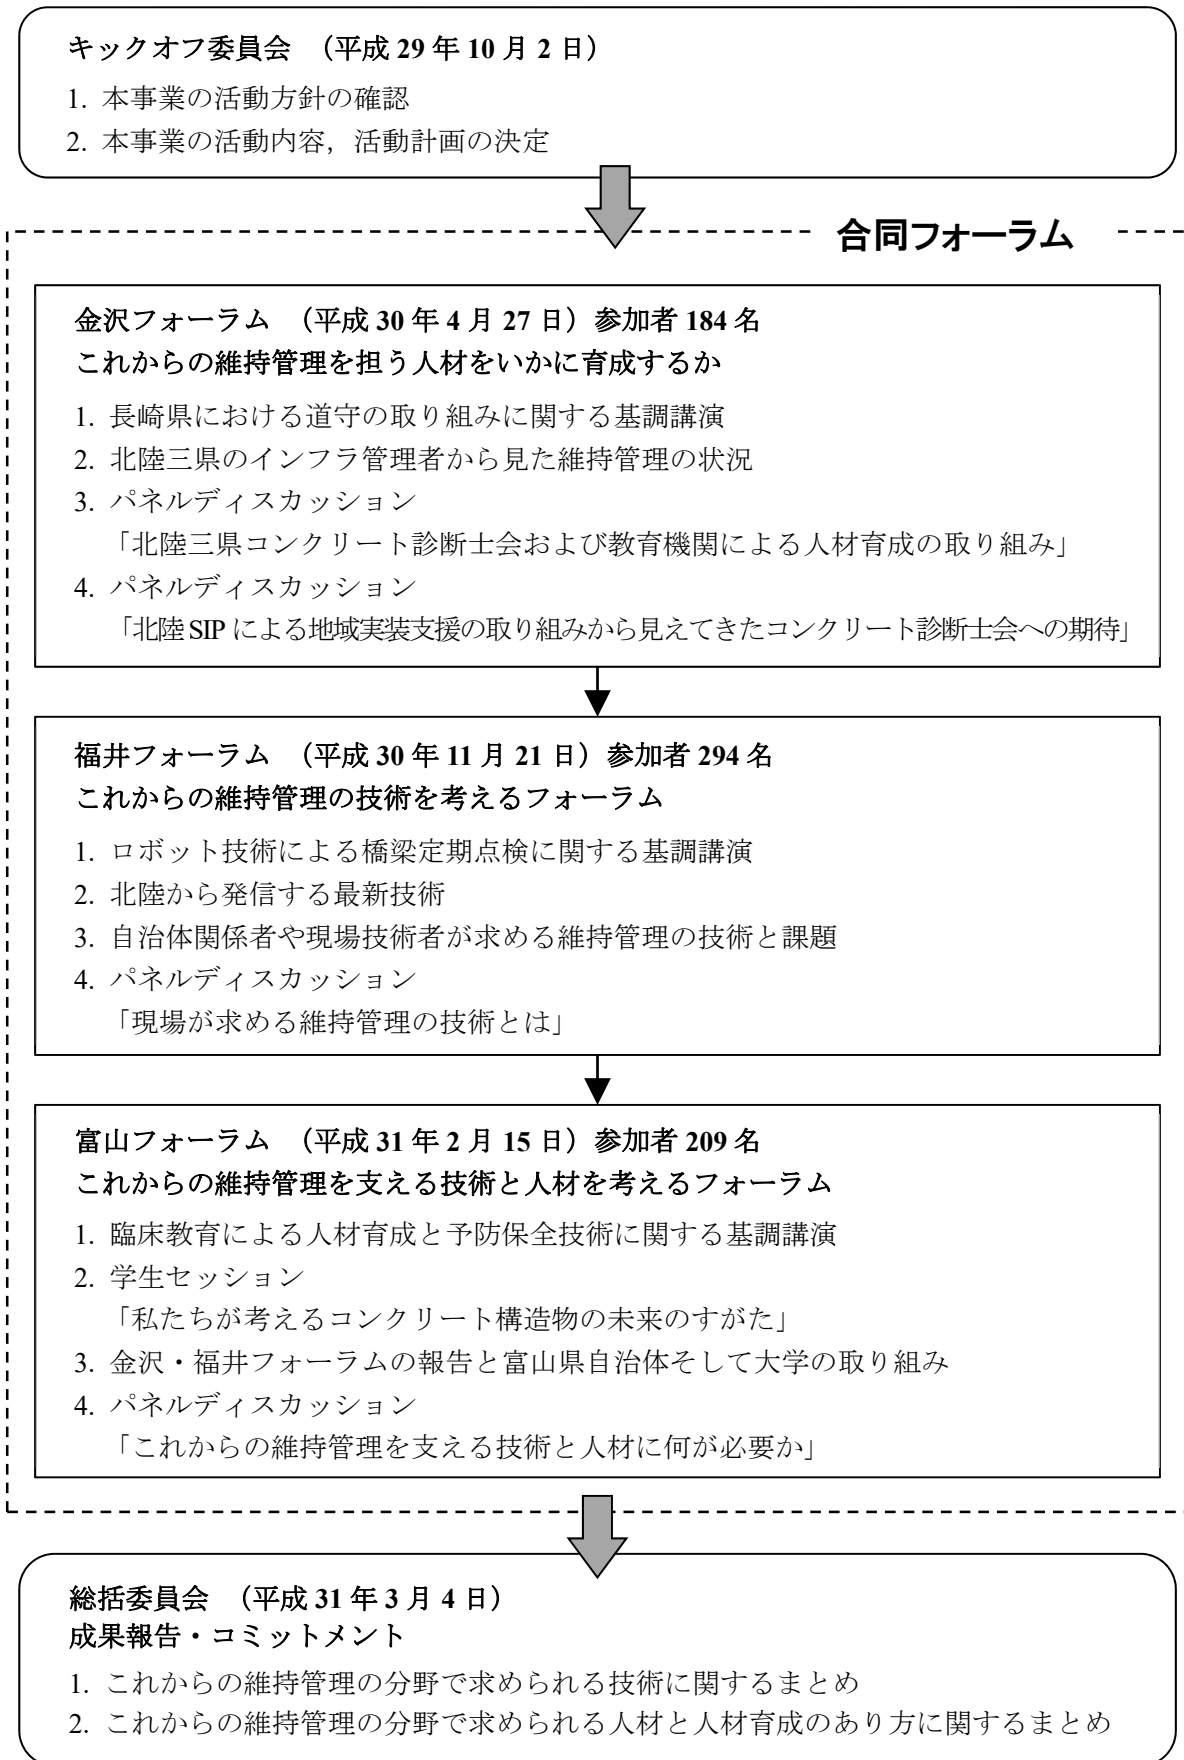 キックオフ委員会 （平成 29 年 10 月 2 日）
1. 本事業の活動方針の確認
2. 本事業の活動内容，活動計画の決定
合同フォーラム
金沢フォーラム （平成 30 年 4 月 27 日）参加者 184 名
これからの維持管理を担う人材をいかに育成するか
1. 長崎県における道守の取り組みに関する基調講演
2. 北陸三県のインフラ管理者から見た維持管理の状況
3. パネルディスカッション
「北陸三県コンクリート診断士会および教育機関による人材育成の取り組み」
4. パネルディスカッション
「北陸 SIP による地域実装支援の取り組みから見えてきたコンクリート診断士会への期待」
福井フォーラム （平成 30 年 11 月 21 日）参加者 294 名
これからの維持管理の技術を考えるフォーラム
1. ロボット技術による橋梁定期点検に関する基調講演
2. 北陸から発信する最新技術
3. 自治体関係者や現場技術者が求める維持管理の技術と課題
4. パネルディスカッション
「現場が求める維持管理の技術とは」
富山フォーラム （平成 31 年 2 月 15 日）参加者 209 名
これからの維持管理を支える技術と人材を考えるフォーラム
1. 臨床教育による人材育成と予防保全技術に関する基調講演
2. 学生セッション
「私たちが考えるコンクリート構造物の未来のすがた」
3. 金沢・福井フォーラムの報告と富山県自治体そして大学の取り組み
4. パネルディスカッション
「これからの維持管理を支える技術と人材に何が必要か」
総括委員会 （平成 31 年 3 月 4 日）
成果報告・コミットメント
1. これからの維持管理の分野で求められる技術に関するまとめ
2. これからの維持管理の分野で求められる人材と人材育成のあり方に関するまとめ